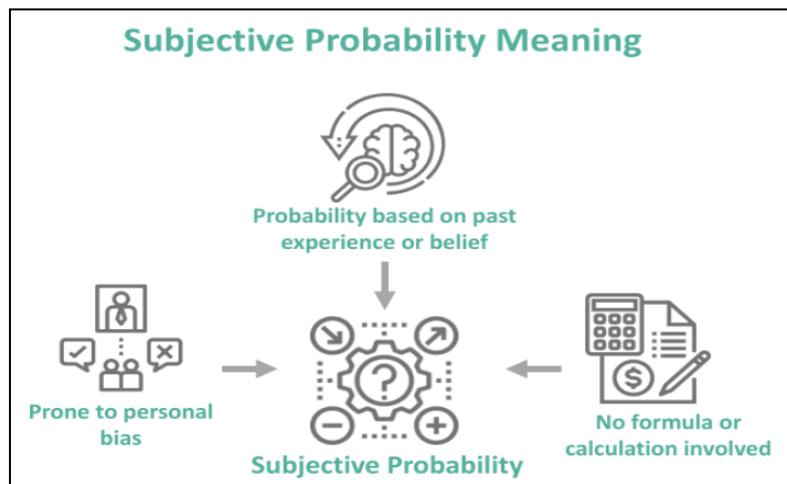 Subjective Probability Meaning
Probability based on past
experience or belief
Prone to personal
bias
?
$
No formula or
calculation involved
Subjective Probability